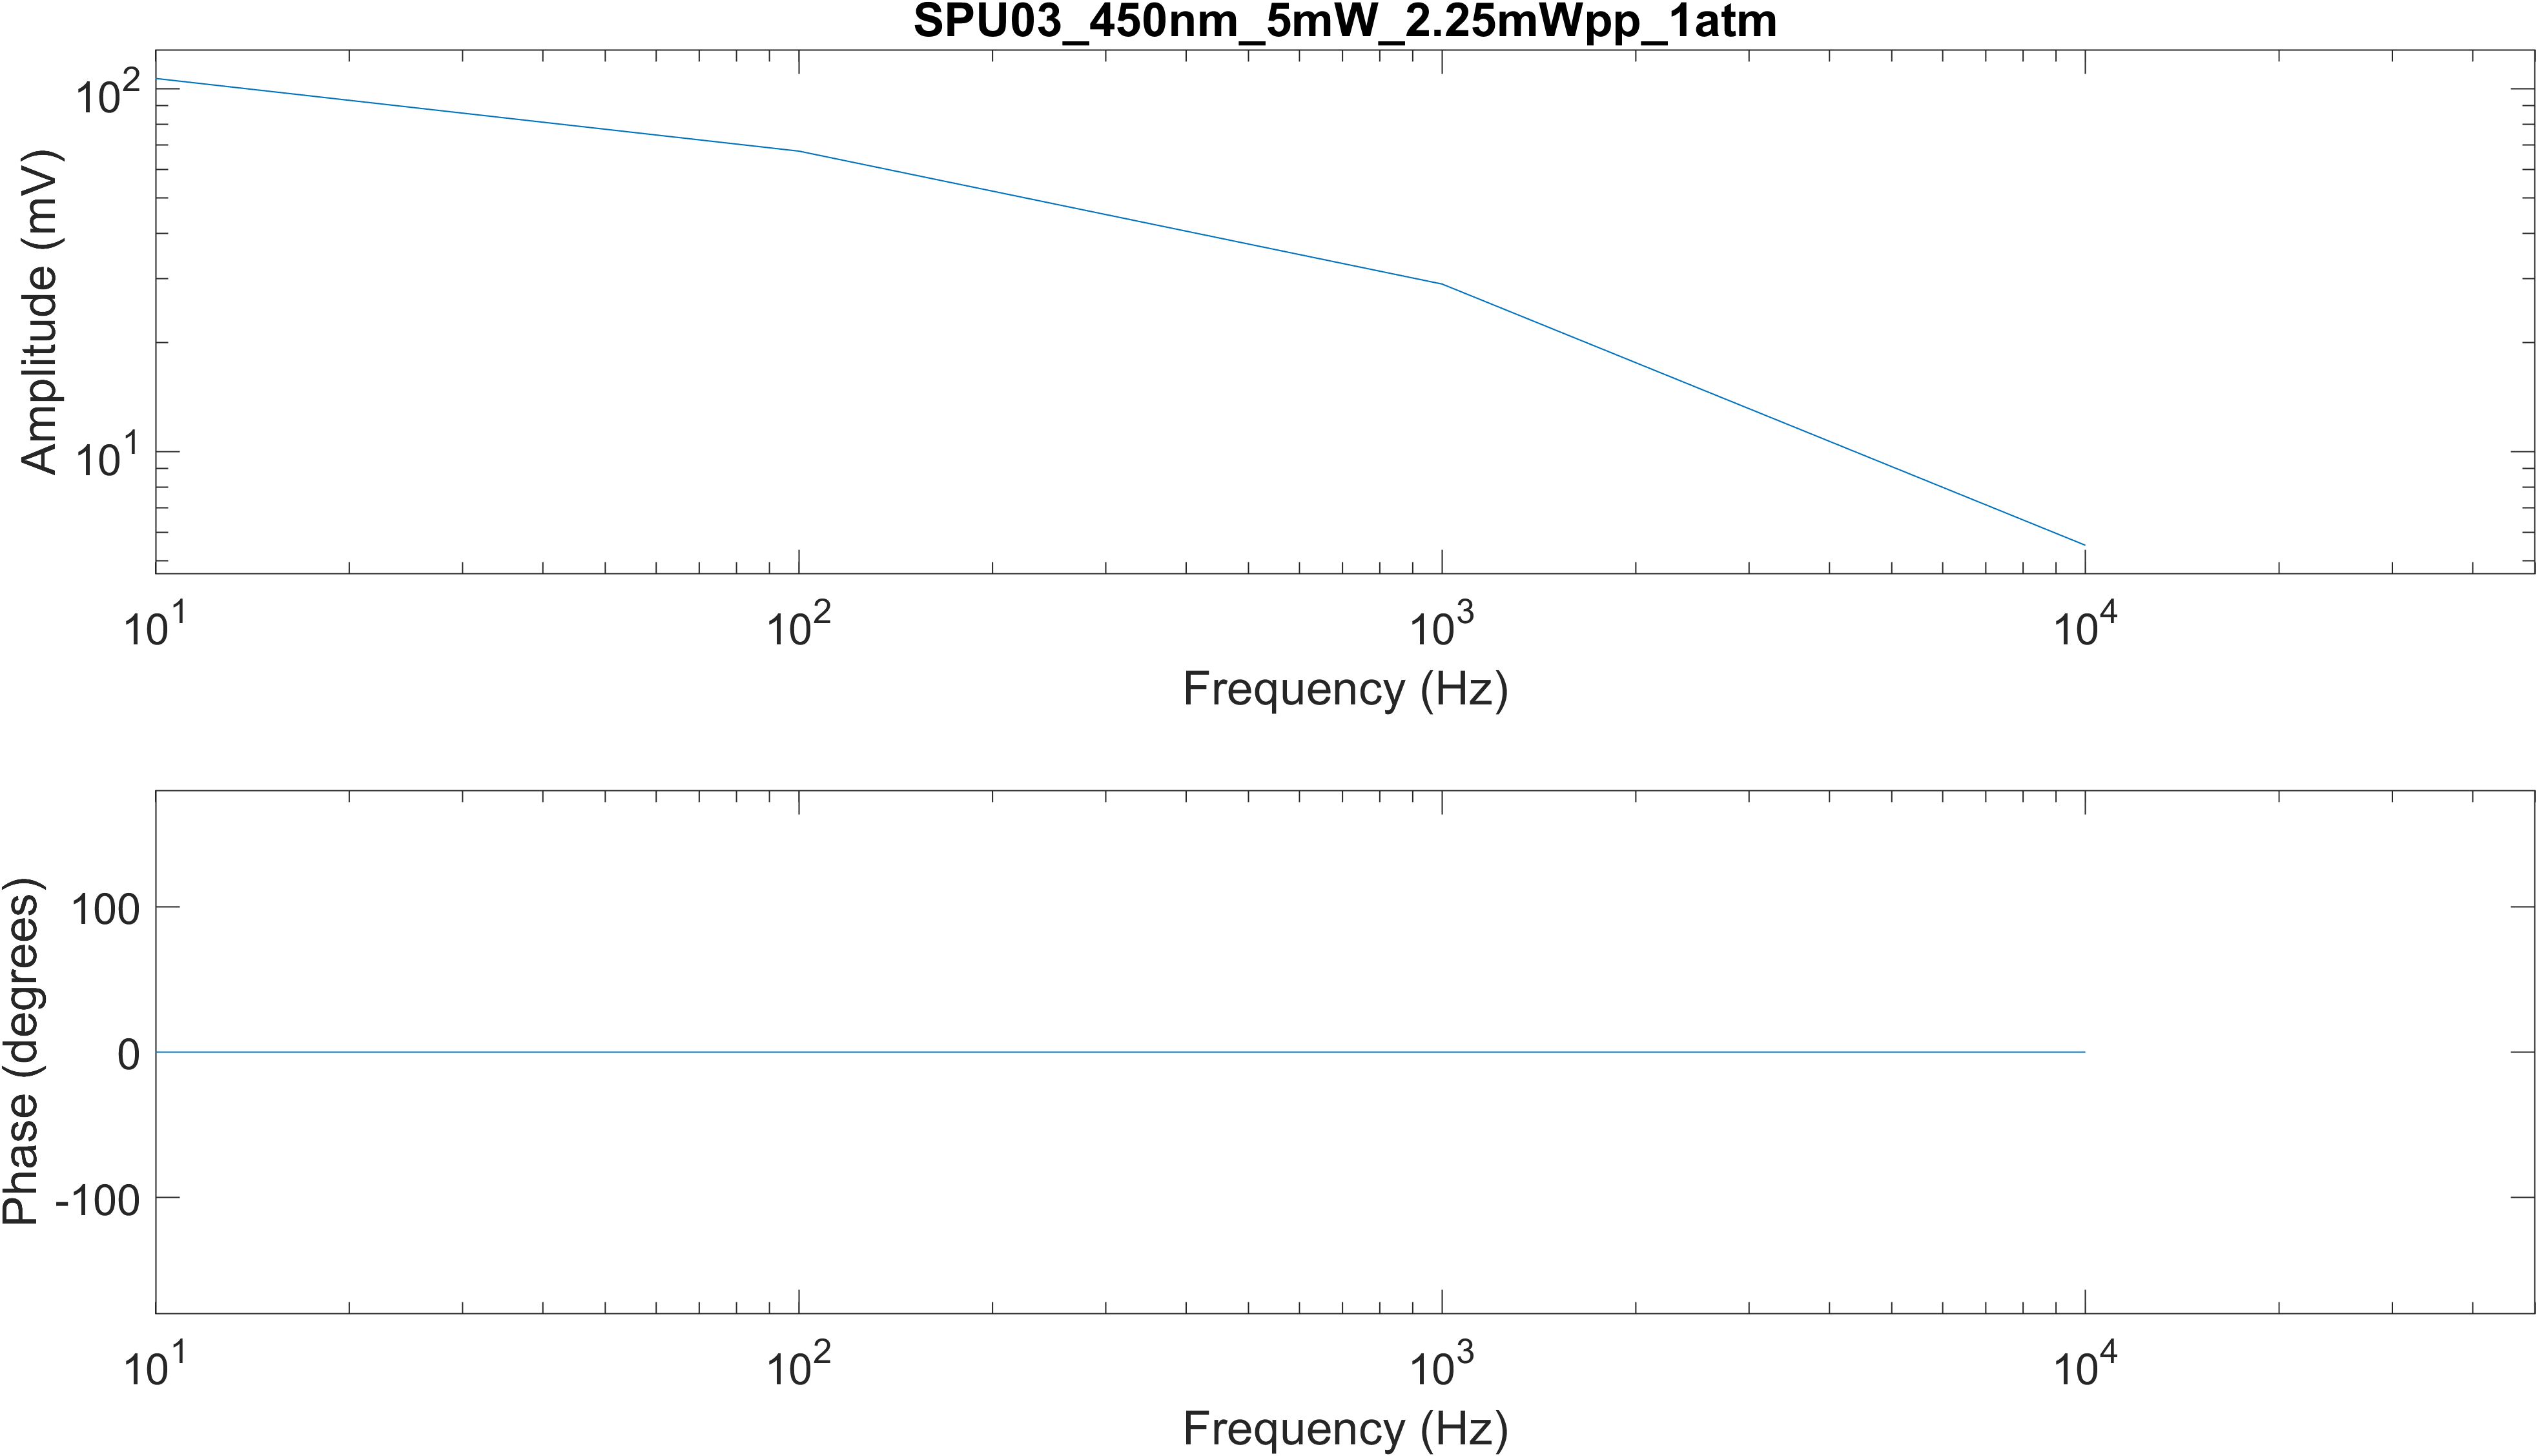 SPU03_450nm_5mW_2.25mWpp_1atm
Amplitude (mV)
10^2
10^1
10^1 10^2 10^3 10^4
Frequency (Hz)
Phase (degrees)
100
0
-100
10^1 10^2 10^3 10^4
Frequency (Hz)